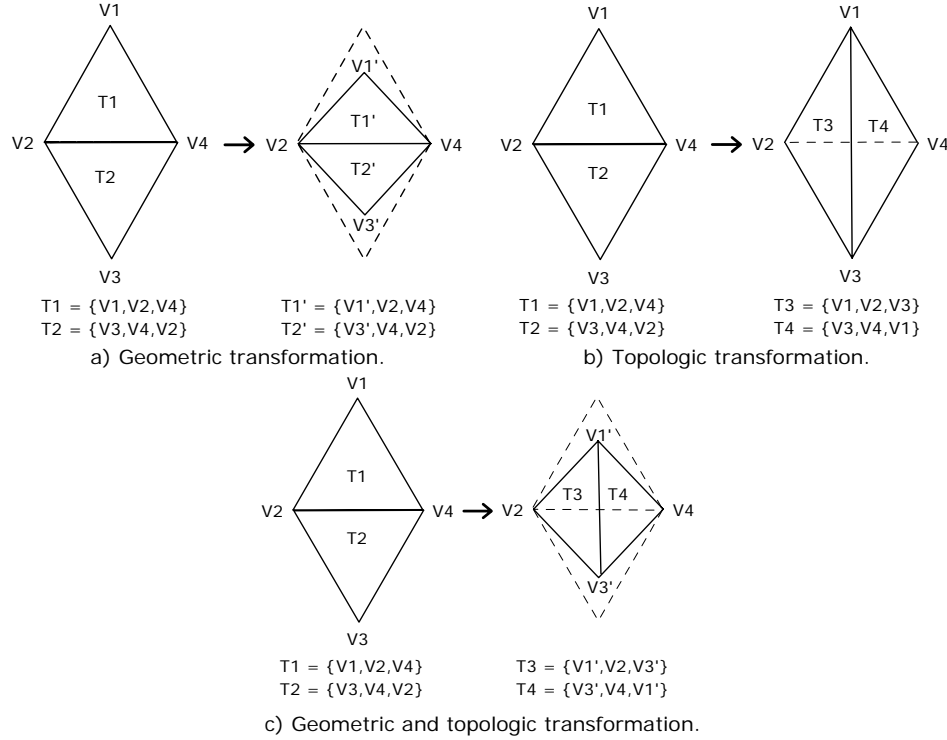 V1
T1
V2
V4
T2
V3
T1 = {V1,V2,V4}
T2 = {V3,V4,V2}
V1'
T1'
V2
V4
T2'
V3'
T1' = {V1',V2,V4}
T2' = {V3',V4,V2}
a) Geometric transformation.
V1
T1
V2
V4
T2
V3
T1 = {V1,V2,V4}
T2 = {V3,V4,V2}
V1
T3
T4
V2
V4
V3
T3 = {V1,V2,V3}
T4 = {V3,V4,V1}
b) Topologic transformation.
V1
T1
V2
V4
T2
V3
T1 = {V1,V2,V4}
T2 = {V3,V4,V2}
V1'
T3
T4
V2
V4
V3'
T3 = {V1',V2,V3'}
T4 = {V3',V4,V1'}
c) Geometric and topologic transformation.